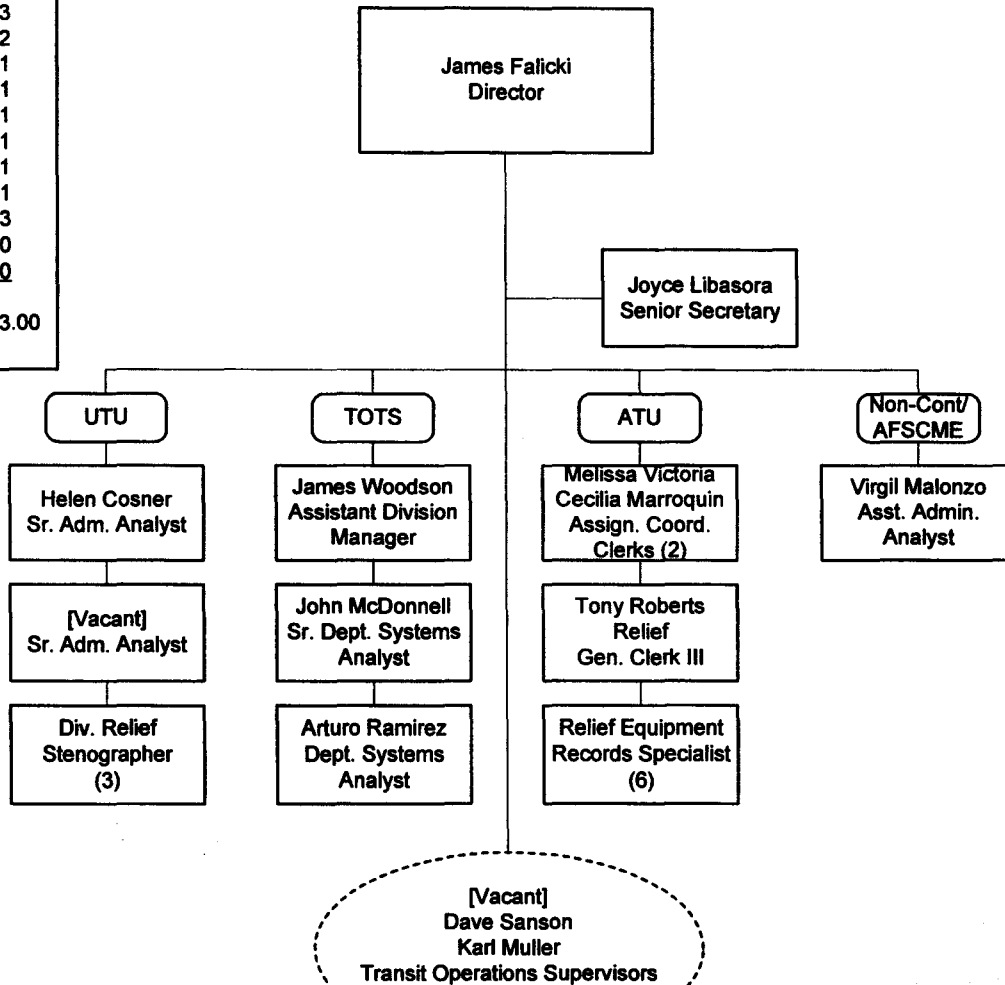 3
2
1
1
1
1
1
1
3
0
0
3.00
James Falicki
Director
Joyce Libasora
Senior Secretary
UTU
TOTS
ATU
Non-Cont/
AFSCME
Helen Cosner
Sr. Adm. Analyst
James Woodson
Assistant Division
Manager
Melissa Victoria
Cecilia Marroquin
Assign. Coord.
Clerks (2)
Virgil Malonzo
Asst. Admin.
Analyst
[Vacant]
Sr. Adm. Analyst
John McDonnell
Sr. Dept. Systems
Analyst
Tony Roberts
Relief
Gen. Clerk III
Div. Relief
Stenographer
(3)
Arturo Ramirez
Dept. Systems
Analyst
Relief Equipment
Records Specialist
(6)
[Vacant]
Dave Sanson
Karl Muller
Transit Operations Supervisors